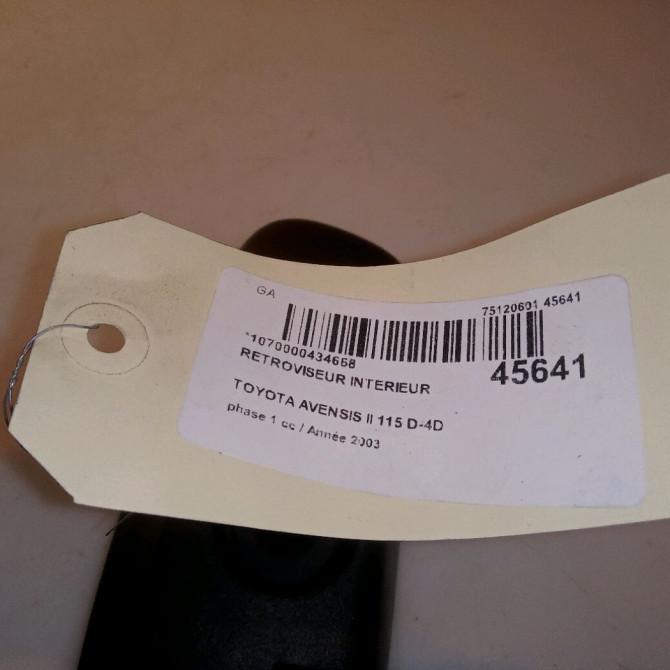 GA
75120601 45641
*1070000434658
45641
RETROVISEUR INTERIEUR
TOYOTA AVENSIS II 115 D-4D
phase 1 cc / Année 2003